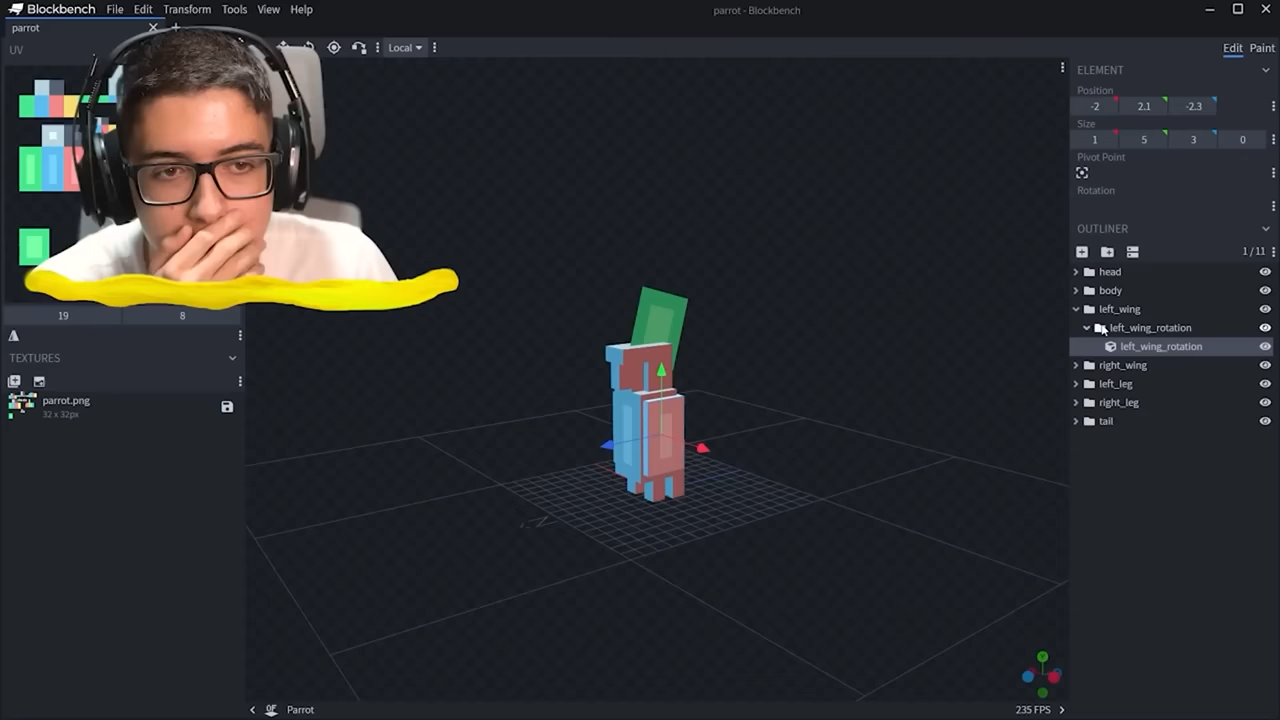 Blockbench File Edit Transform Tools View Help
parrot - Blockbench
parrot
UV
Local
Edit Paint
ELEMENT
Position
-2 2.1 -2.3
Size
1 5 3 0
Pivot Point
Rotation
OUTLINER
1/11
head
body
left_wing
left_wing_rotation
left_wing_rotation
right_wing
left_leg
right_leg
tail
19 8
TEXTURES
parrot.png
32 x 32px
Parrot
235 FPS